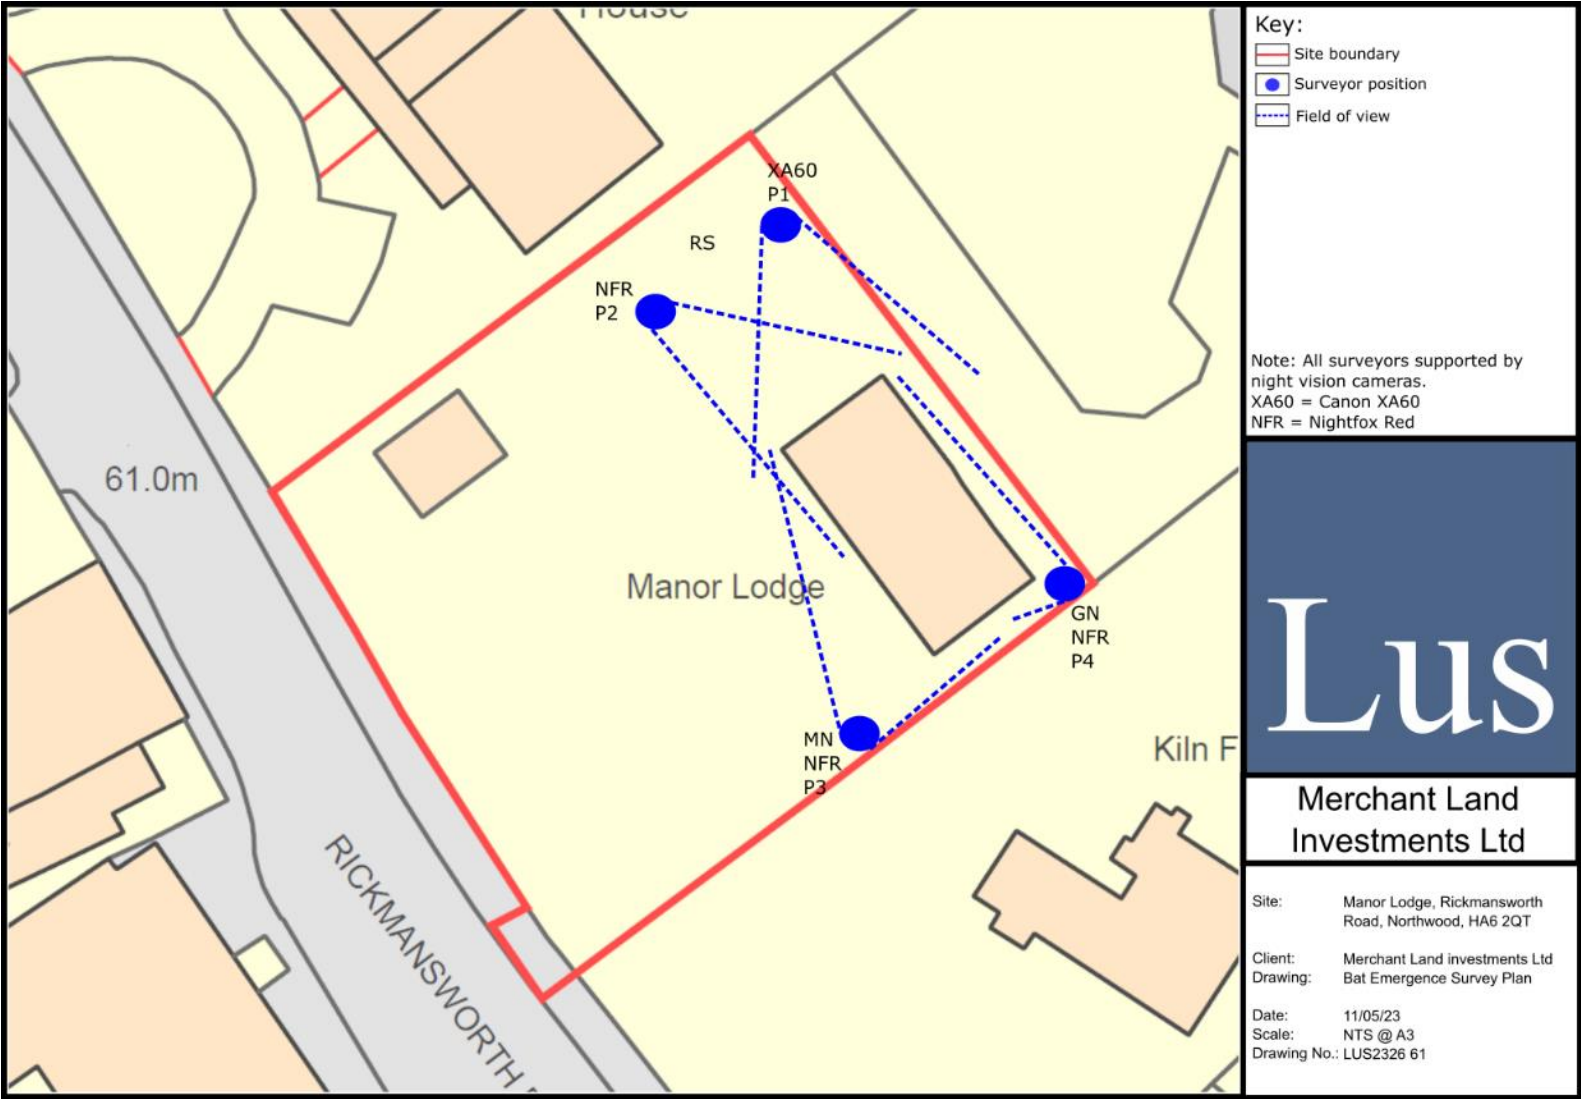 House
XA60
P1
RS
NFR
P2
61.0m
Manor Lodge
GN
NFR
P4
MN
NFR
P3
Kiln F
RICKMANSWORTH
Key:
Site boundary
Surveyor position
Field of view
Note: All surveyors supported by
night vision cameras.
XA60 = Canon XA60
NFR = Nightfox Red
Lus
Merchant Land
Investments Ltd
Site: Manor Lodge, Rickmansworth
Road, Northwood, HA6 2QT
Client: Merchant Land investments Ltd
Drawing: Bat Emergence Survey Plan
Date: 11/05/23
Scale: NTS @ A3
Drawing No.: LUS2326 61